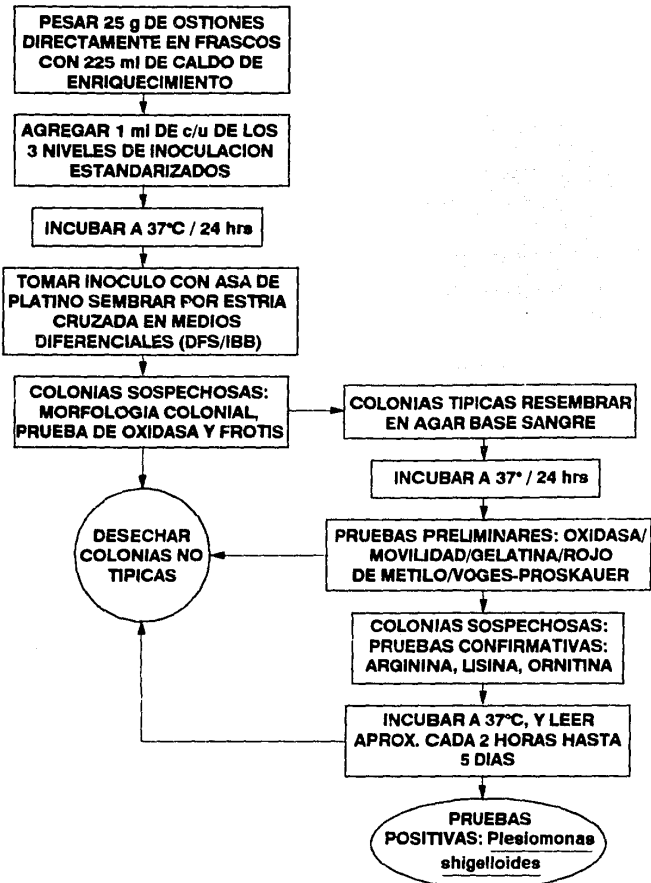 PESAR 25 g DE OSTIONES
DIRECTAMENTE EN FRASCOS
CON 225 ml DE CALDO DE
ENRIQUECIMIENTO
AGREGAR 1 ml DE c/u DE LOS
3 NIVELES DE INOCULACION
ESTANDARIZADOS
INCUBAR A 37°C / 24 hrs
TOMAR INOCULO CON ASA DE
PLATINO SEMBRAR POR ESTRIA
CRUZADA EN MEDIOS
DIFERENCIALES (DFS/IBB)
COLONIAS SOSPECHOSAS:
MORFOLOGIA COLONIAL,
PRUEBA DE OXIDASA Y FROTIS
COLONIAS TIPICAS RESEMBRAR
EN AGAR BASE SANGRE
INCUBAR A 37° / 24 hrs
DESECHAR
COLONIAS NO
TIPICAS
PRUEBAS PRELIMINARES: OXIDASA/
MOVILIDAD/GELATINA/ROJO
DE METILO/VOGES-PROSKAUER
COLONIAS SOSPECHOSAS:
PRUEBAS CONFIRMATIVAS:
ARGININA, LISINA, ORNITINA
INCUBAR A 37°C, Y LEER
APROX. CADA 2 HORAS HASTA
5 DIAS
PRUEBAS
POSITIVAS: Plesiomonas
shigelloides